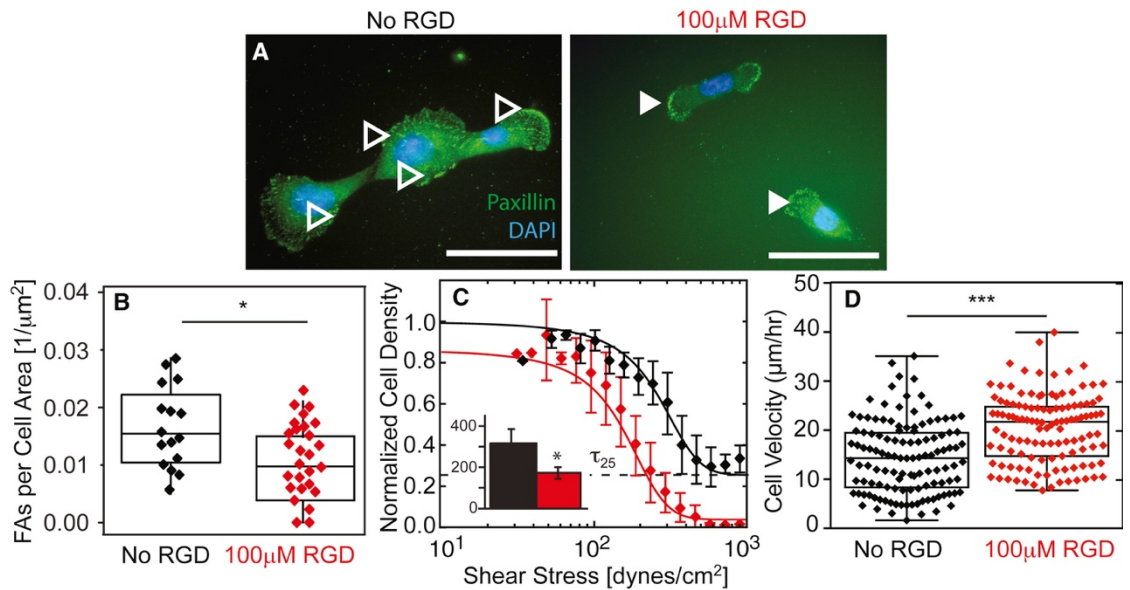 No RGD
100μM RGD
A
Paxillin
DAPI
B
FAs per Cell Area [1/μm²]
0.04
0.03
0.02
0.01
0.00
*
No RGD
100μM RGD
C
Normalized Cell Density
1.0
0.8
0.6
0.4
0.2
0.0
400
200
0
*
τ25
10¹
10²
10³
Shear Stress [dynes/cm²]
D
Cell Velocity (μm/hr)
50
40
30
20
10
0
***
No RGD
100μM RGD